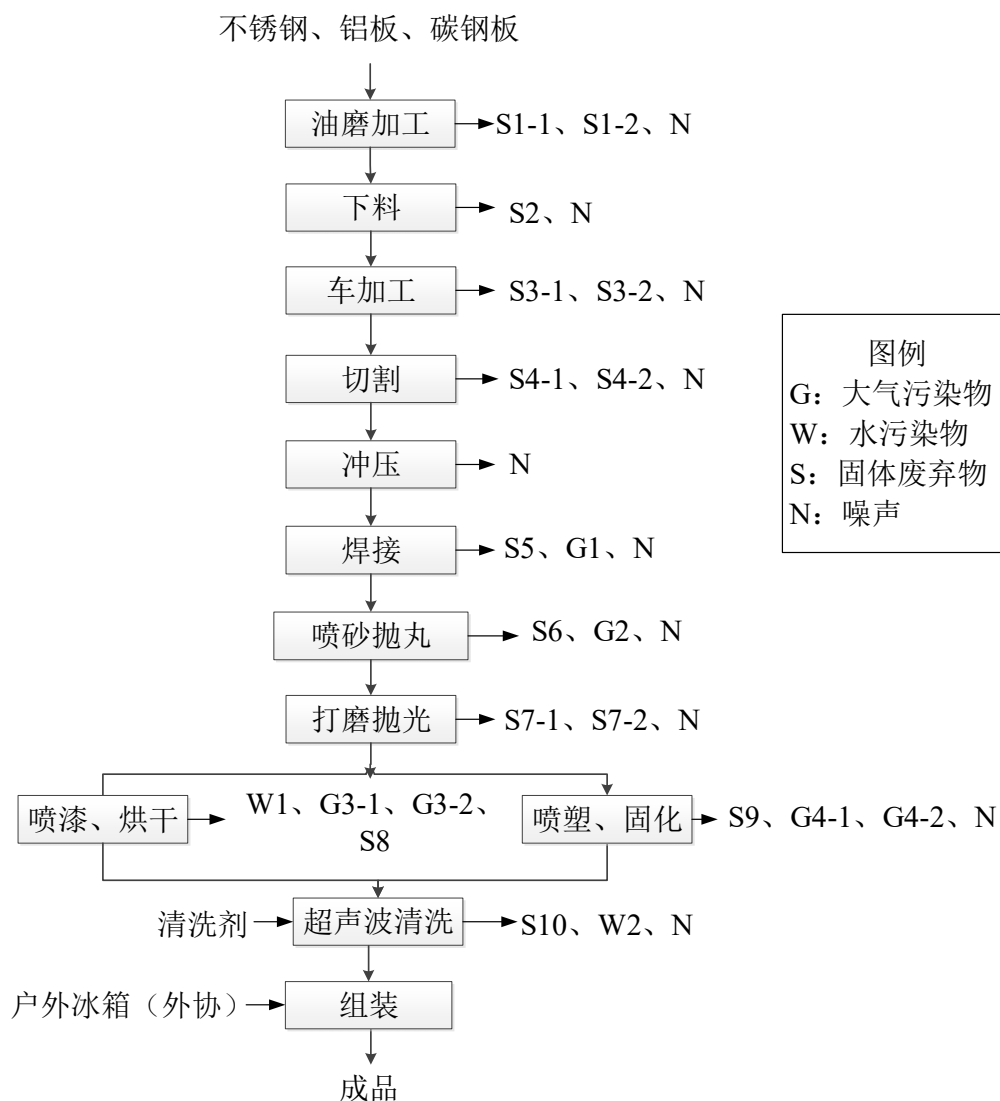 不锈钢、铝板、碳钢板
油磨加工
S1-1、S1-2、N
下料
S2、N
车加工
S3-1、S3-2、N
切割
S4-1、S4-2、N
冲压
N
焊接
S5、G1、N
喷砂抛丸
S6、G2、N
打磨抛光
S7-1、S7-2、N
喷漆、烘干
W1、G3-1、G3-2、
S8
喷塑、固化
S9、G4-1、G4-2、N
清洗剂
超声波清洗
S10、W2、N
户外冰箱（外协）
组装
成品
图例
G：大气污染物
W：水污染物
S：固体废弃物
N：噪声